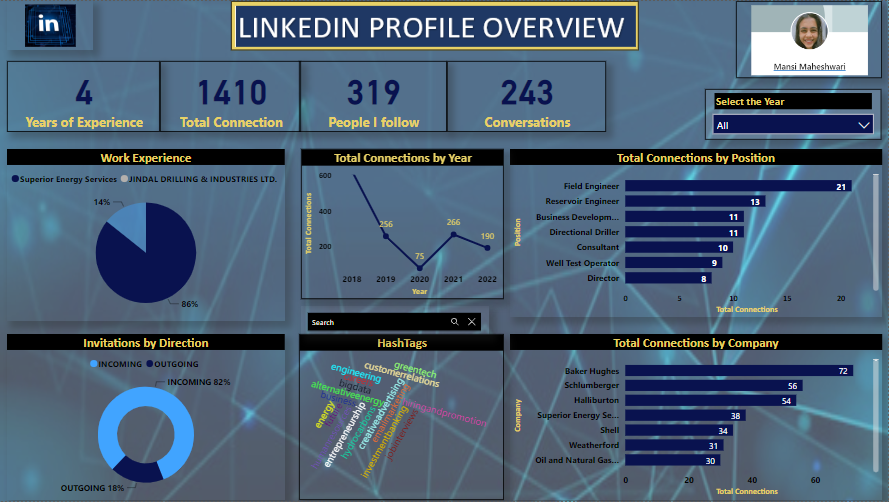 in
LINKEDIN PROFILE OVERVIEW
Mansi Maheshwari
4
Years of Experience
1410
Total Connection
319
People I follow
243
Conversations
Select the Year
All
Work Experience
Superior Energy Services JINDAL DRILLING & INDUSTRIES LTD.
14%
86%
Total Connections by Year
Total Connections
600
400
200
256
75
266
190
2018 2019 2020 2021 2022
Year
Total Connections by Position
Position
Field Engineer 21
Reservoir Engineer 13
Business Developm... 11
Directional Driller 11
Consultant 10
Well Test Operator 9
Director 8
0 5 10 15 20
Total Connections
Search
Invitations by Direction
INCOMING OUTGOING
INCOMING 82%
OUTGOING 18%
HashTags
greentech
customerrelations
engineering
bigdata
alternativeenergy
energy
entrepreneurship
hydrocarbons
creativeadvertising
investmentbanking
Total Connections by Company
Company
Baker Hughes 72
Schlumberger 56
Halliburton 54
Superior Energy Se... 38
Shell 34
Weatherford 31
Oil and Natural Gas... 30
0 20 40 60
Total Connections